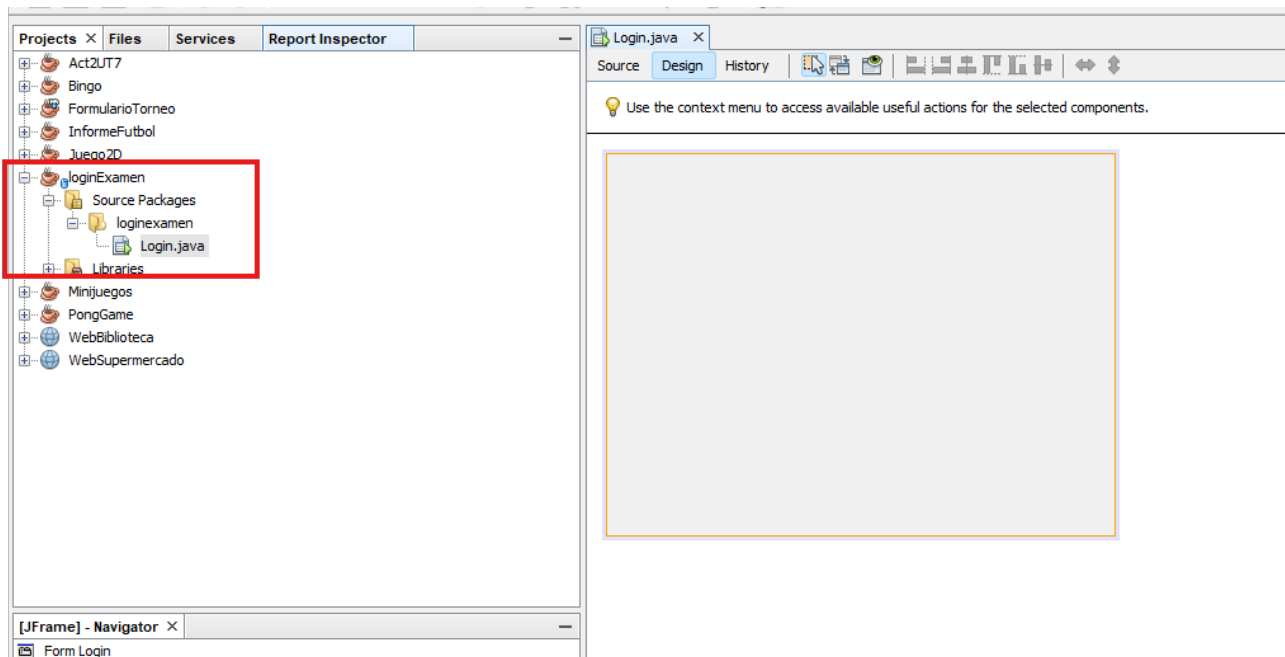 Projects Files Services Report Inspector
Act2UT7
Bingo
FormularioTorneo
InformeFutbol
Juego2D
loginExamen
Source Packages
loginexamen
Login.java
Libraries
Minijuegos
PongGame
WebBiblioteca
WebSupermercado
[JFrame] - Navigator
Form Login
Login.java
Source Design History
Use the context menu to access available useful actions for the selected components.